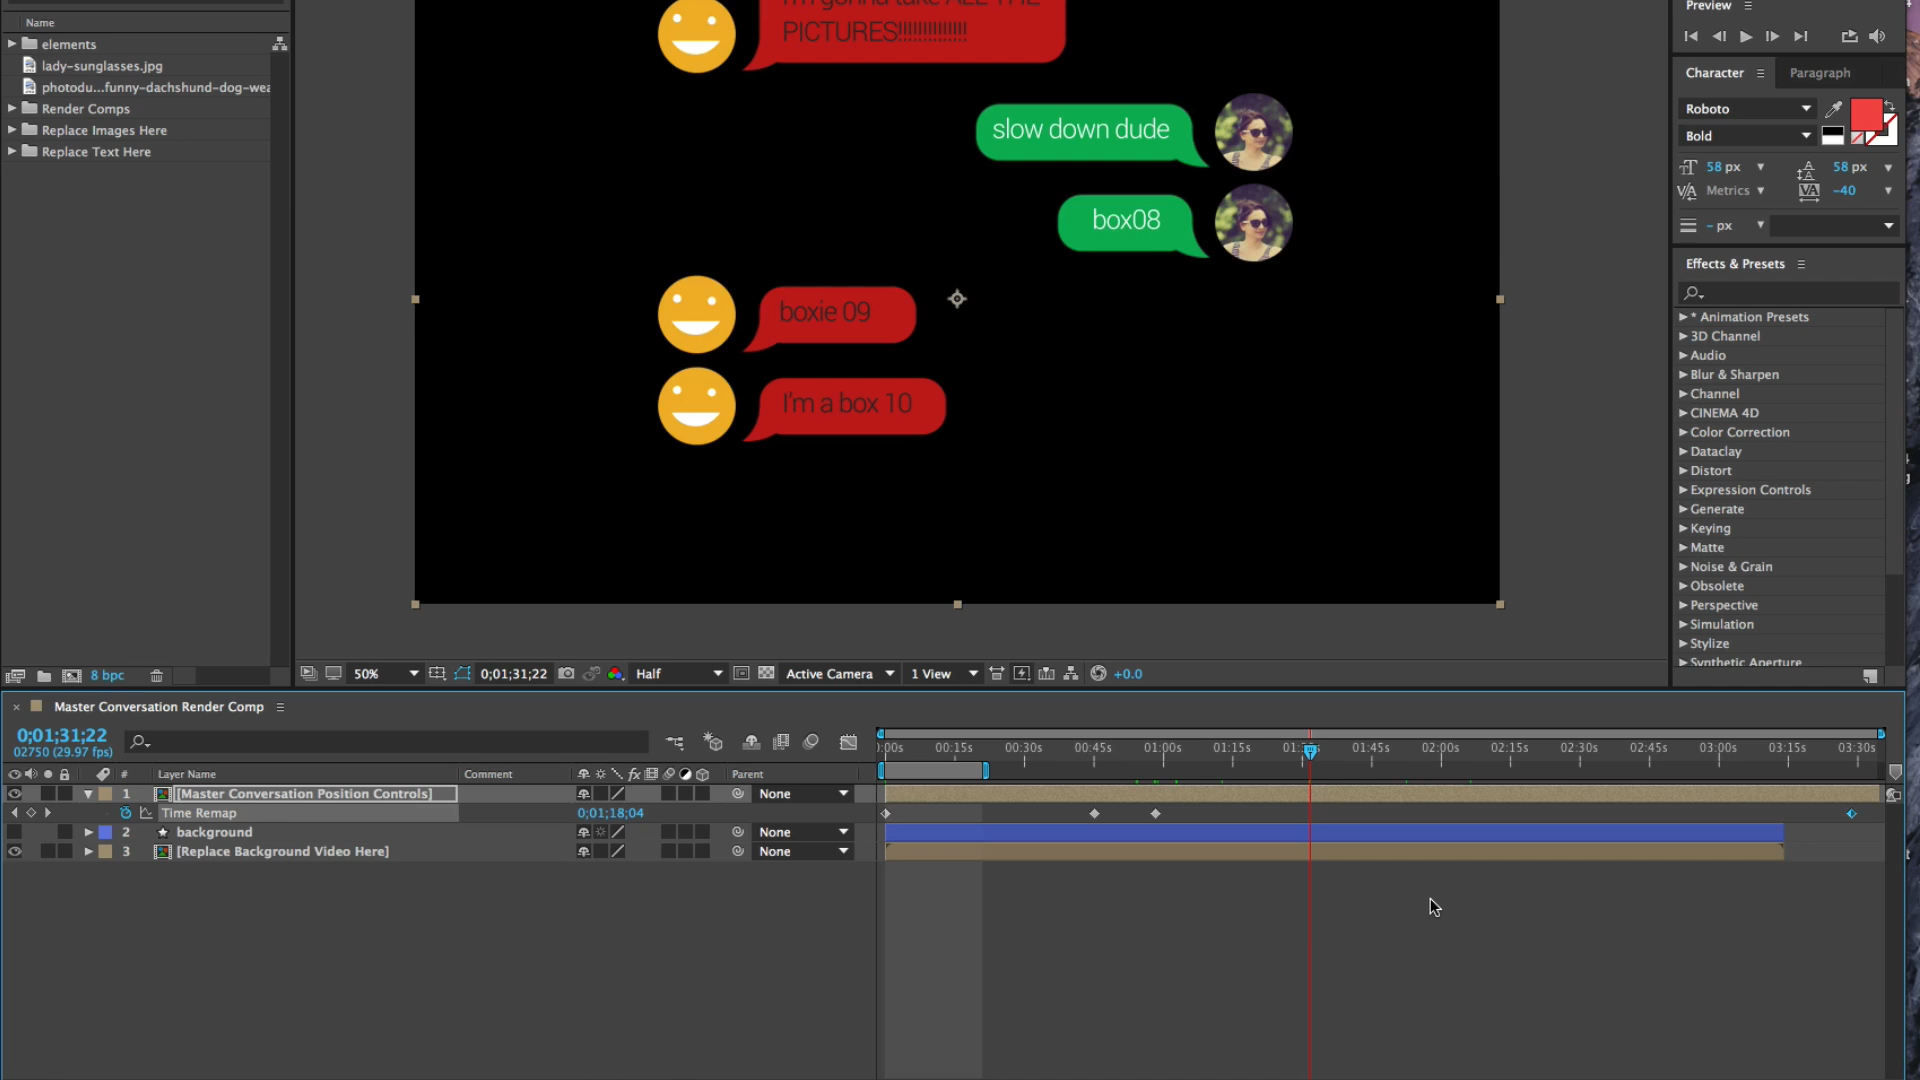 Name
elements
lady-sunglasses.jpg
photodu...funny-dachshund-dog-wea
Render Comps
Replace Images Here
Replace Text Here
8 bpc
PICTURES!!!!!!!!!!!!!!
slow down dude
box08
boxie 09
I'm a box 10
50%
0;01;31;22
Half
Active Camera
1 View
+0.0
Preview
Character
Paragraph
Roboto
Bold
58 px
58 px
Metrics
-40
- px
Effects & Presets
* Animation Presets
3D Channel
Audio
Blur & Sharpen
Channel
CINEMA 4D
Color Correction
Dataclay
Distort
Expression Controls
Generate
Keying
Matte
Noise & Grain
Obsolete
Perspective
Simulation
Stylize
Synthetic Aperture
Master Conversation Render Comp
0;01;31;22
02750 (29.97 fps)
:00s 00:15s 00:30s 00:45s 01:00s 01:15s 01:45s 02:00s 02:15s 02:30s 02:45s 03:00s 03:15s 03:30s
# Layer Name Comment Parent
1 [Master Conversation Position Controls] None
Time Remap 0;01;18;04
2 background None
3 [Replace Background Video Here] None